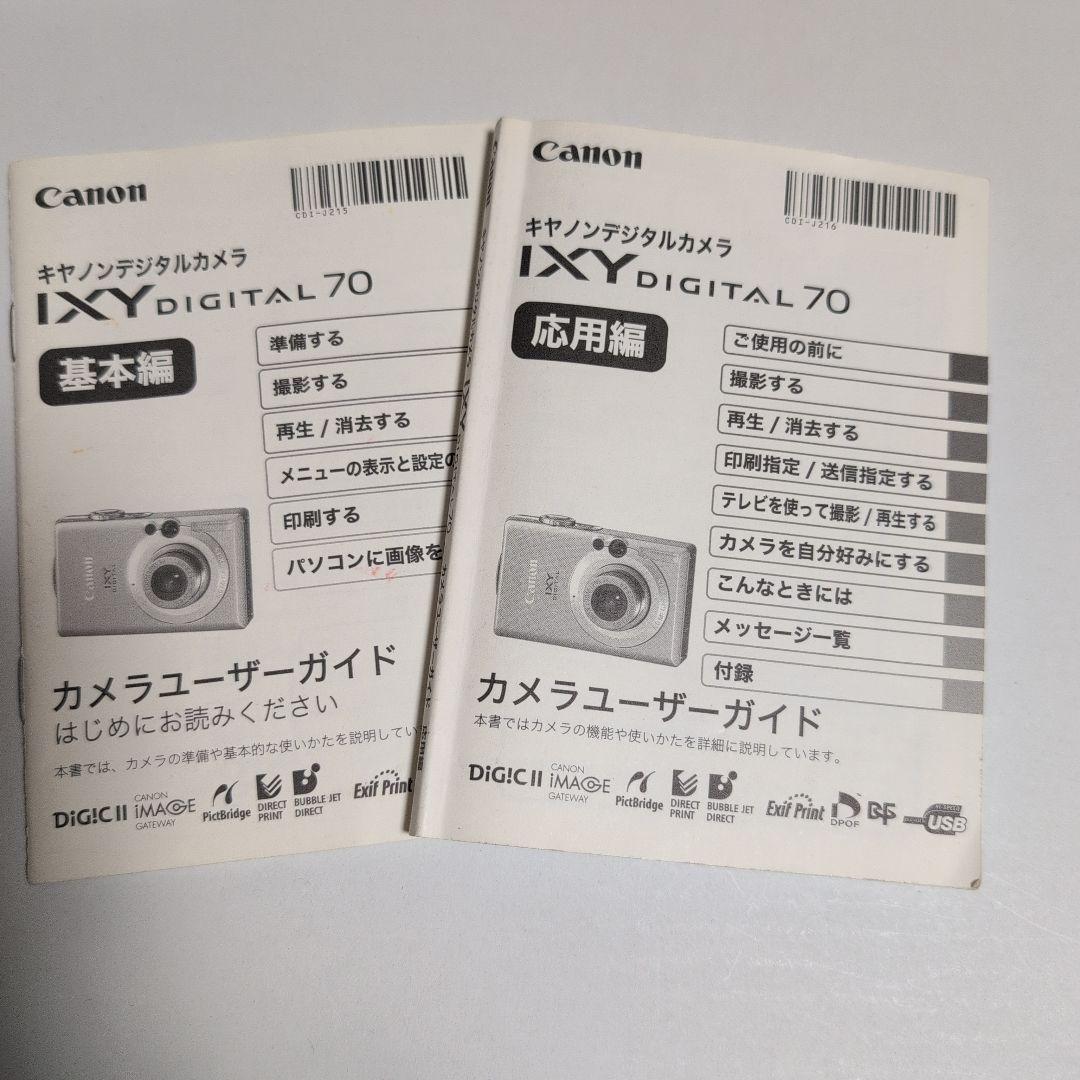 Canon
CDI-J215
キヤノンデジタルカメラ
IXY DIGITAL 70
基本編
準備する
撮影する
再生 / 消去する
メニューの表示と設定の
印刷する
パソコンに画像を
Canon
IXY
DIGITAL
カメラユーザーガイド
はじめにお読みください
本書では、カメラの準備や基本的な使いかたを説明してい
DiG!C II
CANON
iMAGE
GATEWAY
PictBridge
DIRECT
PRINT
BUBBLE JET
DIRECT
Exif Print
Canon
CDI-J216
キヤノンデジタルカメラ
IXY DIGITAL 70
応用編
ご使用の前に
撮影する
再生 / 消去する
印刷指定 / 送信指定する
テレビを使って撮影 / 再生する
カメラを自分好みにする
こんなときには
メッセージ一覧
付録
Canon
IXY
DIGITAL
カメラユーザーガイド
本書ではカメラの機能や使いかたを詳細に説明しています。
DiG!C II
CANON
iMAGE
GATEWAY
PictBridge
DIRECT
PRINT
BUBBLE JET
DIRECT
Exif Print
DPOF
USB